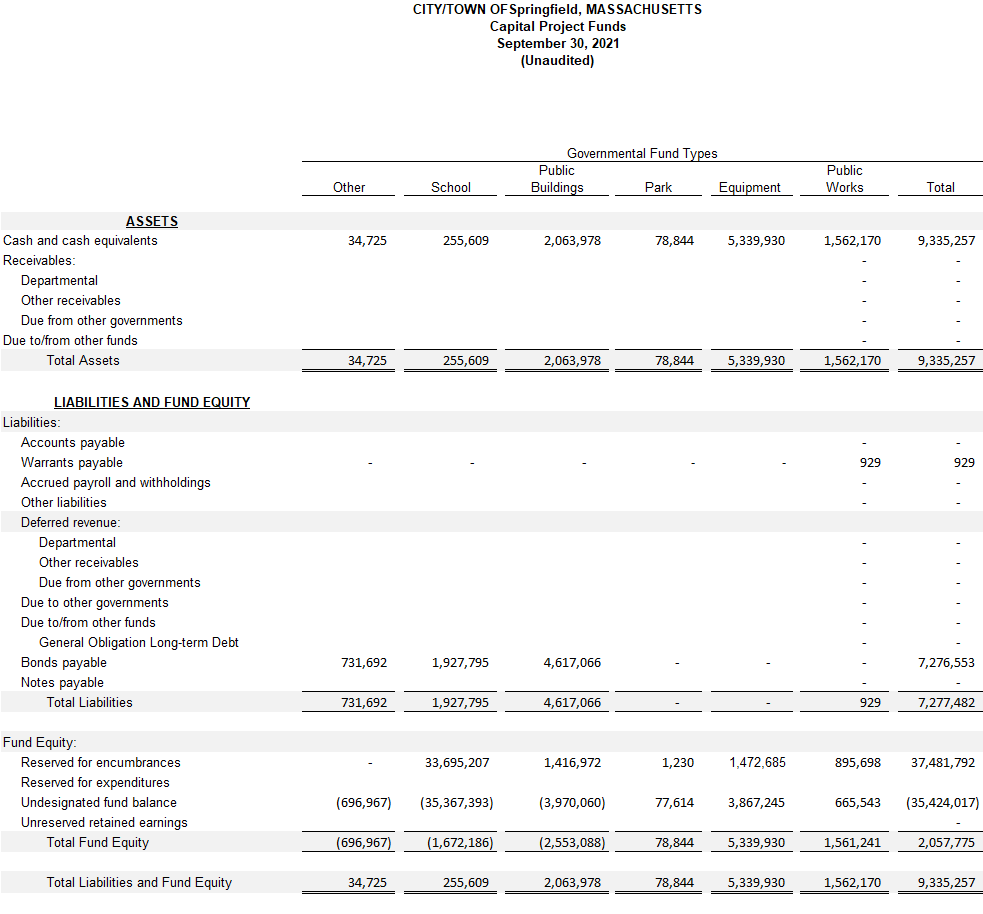 CITY/TOWN OFSpringfield, MASSACHUSETTS
Capital Project Funds
September 30, 2021
(Unaudited)
Governmental Fund Types
Public Public
Other School Buildings Park Equipment Works Total
ASSETS
Cash and cash equivalents 34,725 255,609 2,063,978 78,844 5,339,930 1,562,170 9,335,257
Receivables: - -
Departmental - -
Other receivables - -
Due from other governments - -
Due to/from other funds - -
Total Assets 34,725 255,609 2,063,978 78,844 5,339,930 1,562,170 9,335,257
LIABILITIES AND FUND EQUITY
Liabilities:
Accounts payable - -
Warrants payable - - - - - 929 929
Accrued payroll and withholdings - -
Other liabilities - -
Deferred revenue:
Departmental - -
Other receivables - -
Due from other governments - -
Due to other governments - -
Due to/from other funds - -
General Obligation Long-term Debt - -
Bonds payable 731,692 1,927,795 4,617,066 - - - 7,276,553
Notes payable - -
Total Liabilities 731,692 1,927,795 4,617,066 - - 929 7,277,482
Fund Equity:
Reserved for encumbrances - 33,695,207 1,416,972 1,230 1,472,685 895,698 37,481,792
Reserved for expenditures
Undesignated fund balance (696,967) (35,367,393) (3,970,060) 77,614 3,867,245 665,543 (35,424,017)
Unreserved retained earnings -
Total Fund Equity (696,967) (1,672,186) (2,553,088) 78,844 5,339,930 1,561,241 2,057,775
Total Liabilities and Fund Equity 34,725 255,609 2,063,978 78,844 5,339,930 1,562,170 9,335,257